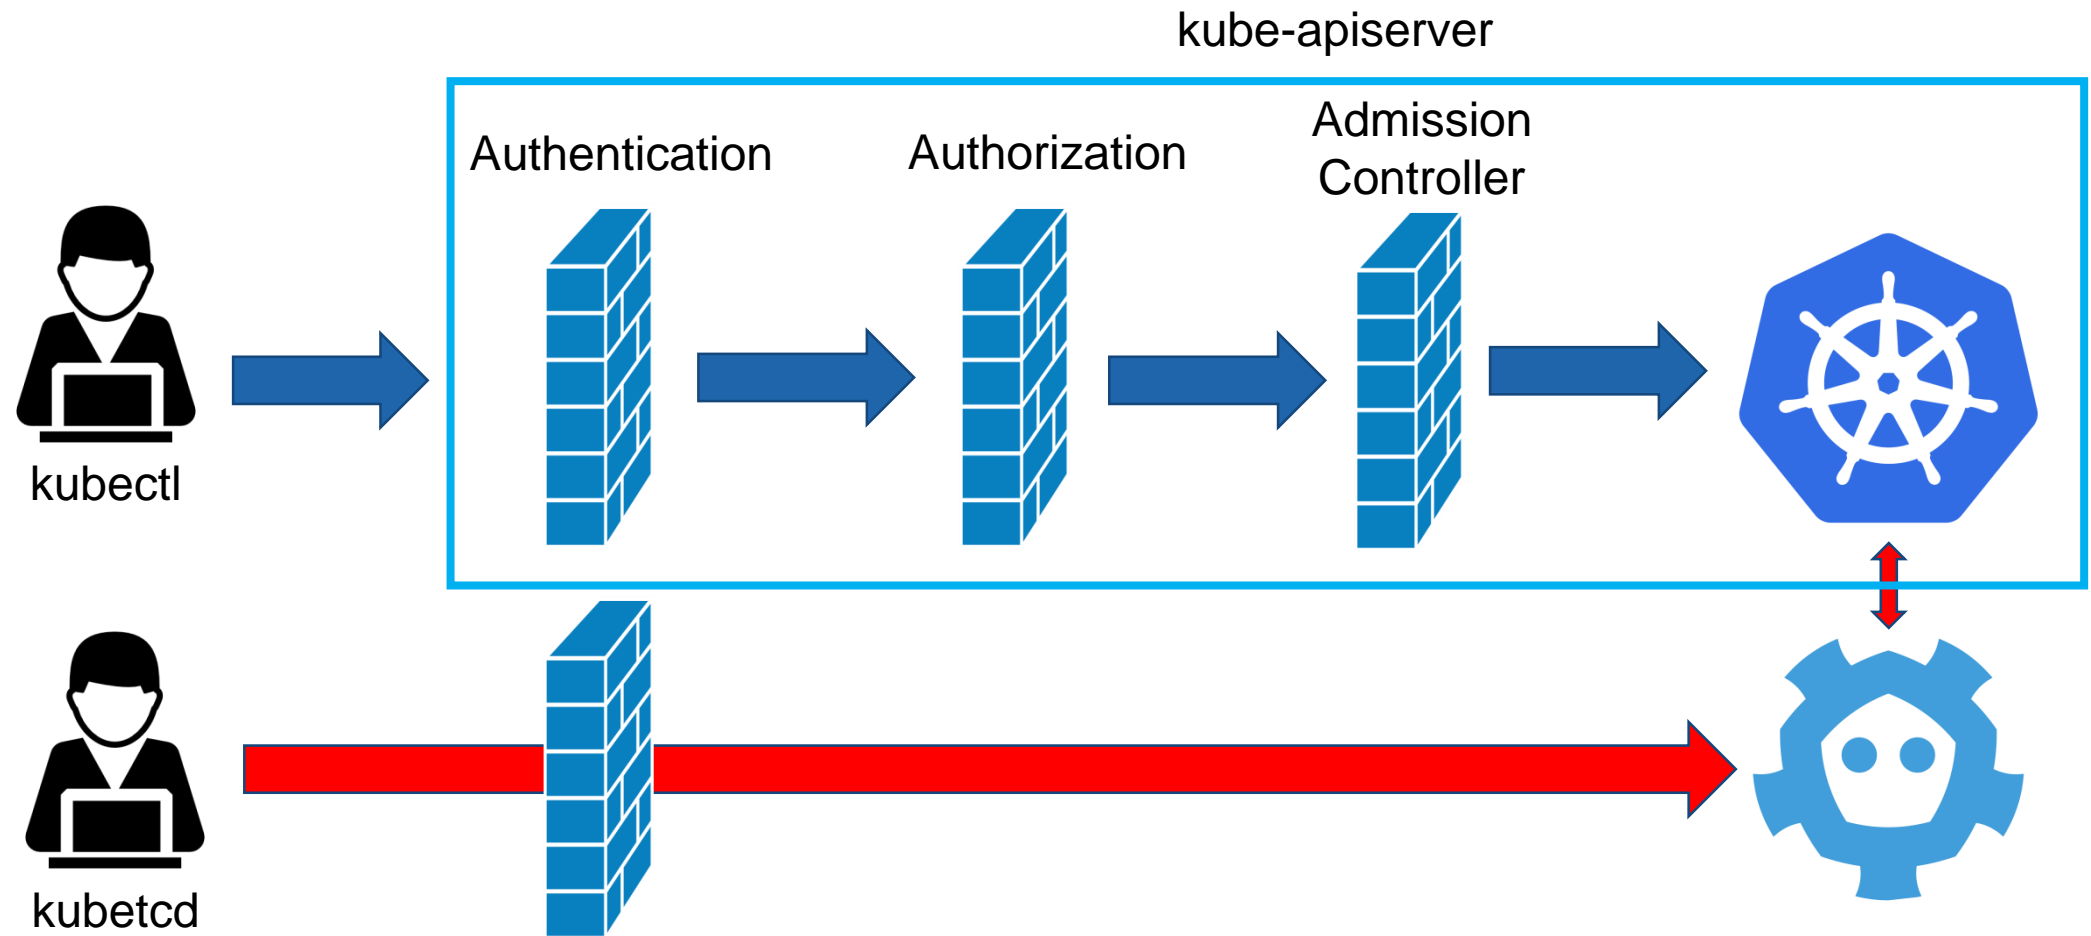 kube-apiserver
Authentication
Authorization
Admission
Controller
kubectl
kubetcd